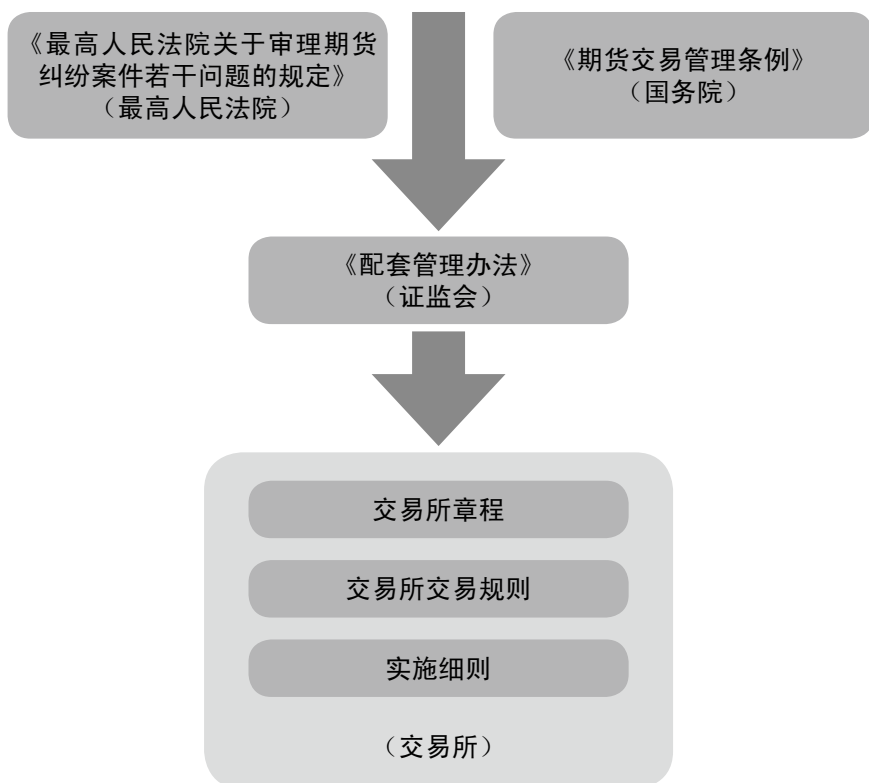 《最高人民法院关于审理期货
纠纷案件若干问题的规定》
（最高人民法院）
《期货交易管理条例》
（国务院）
《配套管理办法》
（证监会）
交易所章程
交易所交易规则
实施细则
（交易所）